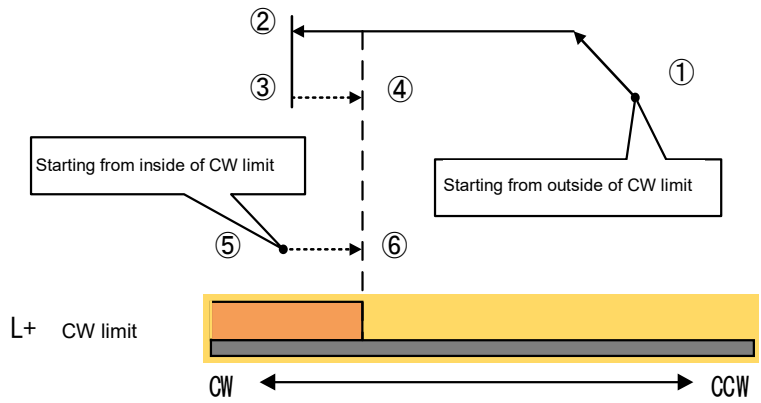 ②
①
③
④
Starting from inside of CW limit
Starting from outside of CW limit
⑤
⑥
L+ CW limit
CW
CCW